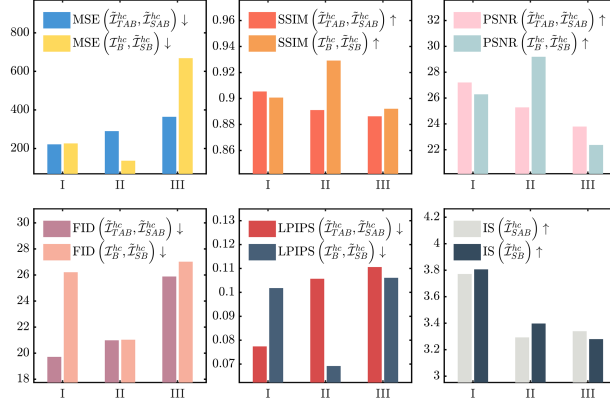 MSE (Ĩ^{hc}_{TAB}, Ĩ^{hc}_{SAB}) ↓
MSE (I^{hc}_{B}, Ĩ^{hc}_{SB}) ↓
800
600
400
200
I II III
SSIM (Ĩ^{hc}_{TAB}, Ĩ^{hc}_{SAB}) ↑
SSIM (I^{hc}_{B}, Ĩ^{hc}_{SB}) ↑
0.96
0.94
0.92
0.9
0.88
0.86
I II III
PSNR (Ĩ^{hc}_{TAB}, Ĩ^{hc}_{SAB}) ↑
PSNR (I^{hc}_{B}, Ĩ^{hc}_{SB}) ↑
32
30
28
26
24
22
I II III
FID (Ĩ^{hc}_{TAB}, Ĩ^{hc}_{SAB}) ↓
FID (I^{hc}_{B}, Ĩ^{hc}_{SB}) ↓
30
28
26
24
22
20
18
I II III
LPIPS (Ĩ^{hc}_{TAB}, Ĩ^{hc}_{SAB}) ↓
LPIPS (I^{hc}_{B}, Ĩ^{hc}_{SB}) ↓
0.13
0.12
0.11
0.1
0.09
0.08
0.07
I II III
IS (Ĩ^{hc}_{SAB}) ↑
IS (Ĩ^{hc}_{SB}) ↑
4.2
4
3.8
3.6
3.4
3.2
3
I II III